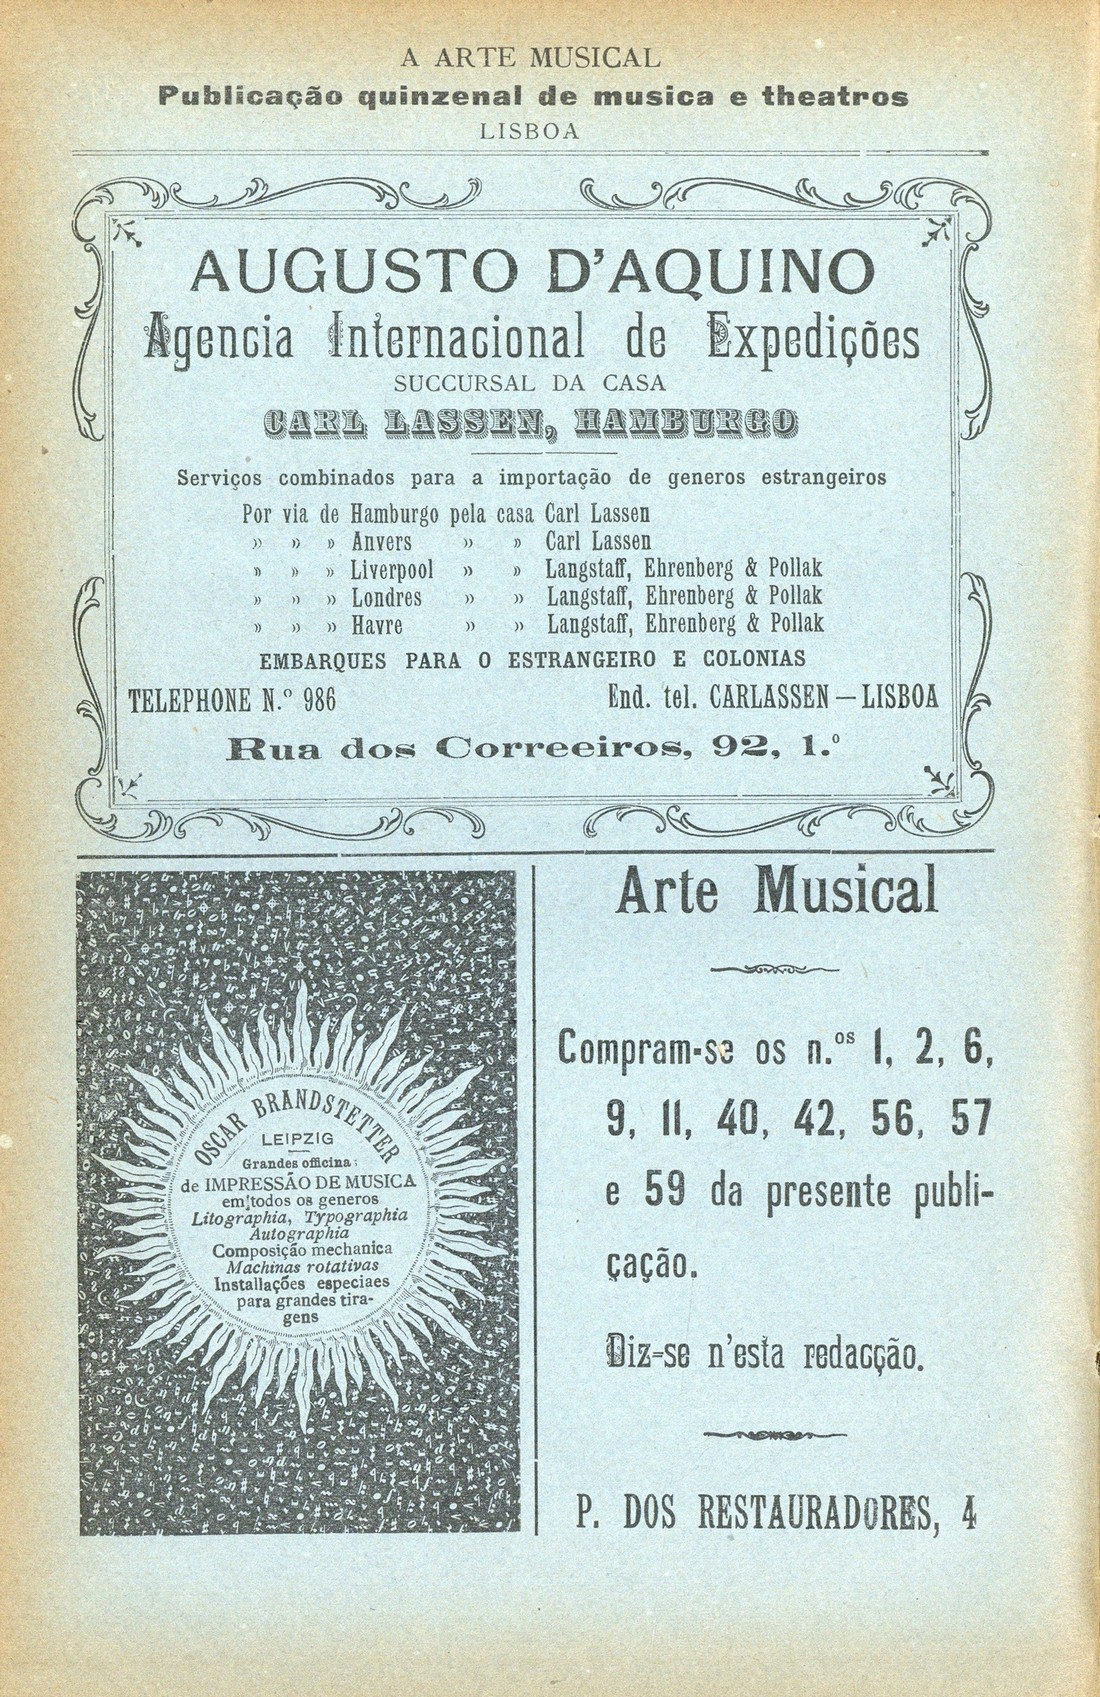 A ARTE MUSICAL
Publicação quinzenal de musica e theatros
LISBOA
AUGUSTO D'AQUINO
Agencia Internacional de Expedições
SUCCURSAL DA CASA
CARL LASSEN, HAMBURGO
Serviços combinados para a importação de generos estrangeiros
Por via de Hamburgo pela casa Carl Lassen
» » » Anvers » » Carl Lassen
» » » Liverpool » » Langstaff, Ehrenberg & Pollak
» » » Londres » » Langstaff, Ehrenberg & Pollak
» » » Havre » » Langstaff, Ehrenberg & Pollak
EMBARQUES PARA O ESTRANGEIRO E COLONIAS
TELEPHONE N.º 986 End. tel. CARLASSEN — LISBOA
Rua dos Correeiros, 92, 1.º
OSCAR BRANDSTETTER
LEIPZIG
Grandes officina:
de IMPRESSÃO DE MUSICA
em todos os generos
Litographia, Typographia
Autographia
Composição mechanica
Machinas rotativas
Installações especiaes
para grandes tira-
gens
Arte Musical
Compram-se os n.os 1, 2, 6,
9, 11, 40, 42, 56, 57
e 59 da presente publi-
cação.
Diz-se n'esta redacção.
P. DOS RESTAURADORES, 4